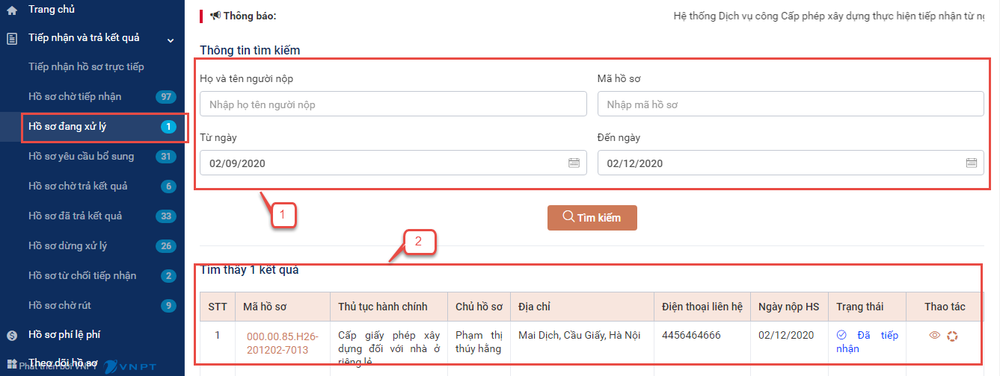 Trang chủ
Tiếp nhận và trả kết quả
Tiếp nhận hồ sơ trực tiếp
Hồ sơ chờ tiếp nhận 97
Hồ sơ đang xử lý 1
Hồ sơ yêu cầu bổ sung 31
Hồ sơ chờ trả kết quả 6
Hồ sơ đã trả kết quả 33
Hồ sơ dừng xử lý 26
Hồ sơ từ chối tiếp nhận 2
Hồ sơ chờ rút 9
Hồ sơ phí lệ phí
Theo dõi hồ sơ
Phát triển bởi VNPT VNPT
Thông báo: Hệ thống Dịch vụ công Cấp phép xây dựng thực hiện tiếp nhận từ
Thông tin tìm kiếm
Họ và tên người nộp Mã hồ sơ
Nhập họ tên người nộp Nhập mã hồ sơ
Từ ngày Đến ngày
02/09/2020 02/12/2020
1
Tìm kiếm
2
Tìm thấy 1 kết quả
STT Mã hồ sơ Thủ tục hành chính Chủ hồ sơ Địa chỉ Điện thoại liên hệ Ngày nộp HS Trạng thái Thao tác
1 000.00.85.H26- Cấp giấy phép xây Phạm thị Mai Dịch, Cầu Giấy, Hà Nội 4456464666 02/12/2020 Đã tiếp
201202-7013 dựng đối với nhà ở thúy hằng nhận
riêng lẻ